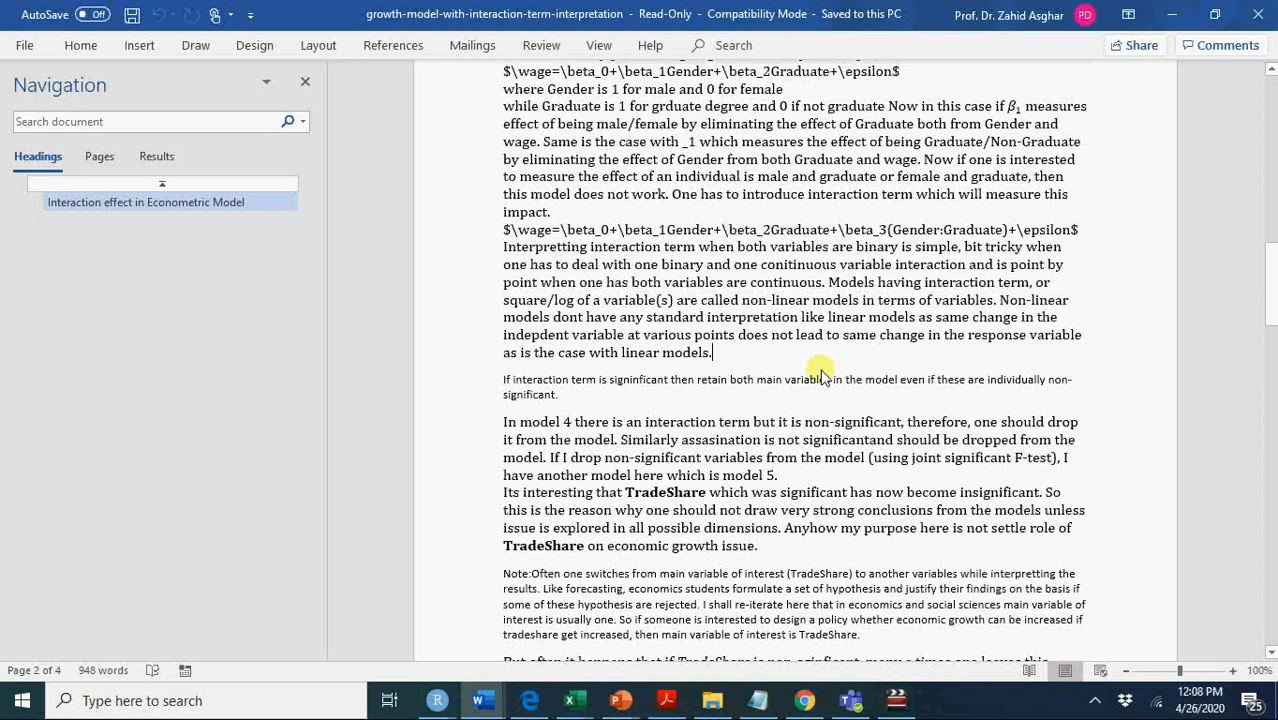 AutoSave Off
growth-model-with-interaction-term-interpretation - Read-Only - Compatibility Mode - Saved to this PC
Prof. Dr. Zahid Asghar PD
File Home Insert Draw Design Layout References Mailings Review View Help Search Share Comments
Navigation
Search document
Headings Pages Results
Interaction effect in Econometric Model
$\wage=\beta_0+\beta_1Gender+\beta_2Graduate+\epsilon$
where Gender is 1 for male and 0 for female
while Graduate is 1 for grduate degree and 0 if not graduate Now in this case if β₁ measures
effect of being male/female by eliminating the effect of Graduate both from Gender and
wage. Same is the case with _1 which measures the effect of being Graduate/Non-Graduate
by eliminating the effect of Gender from both Graduate and wage. Now if one is interested
to measure the effect of an individual is male and graduate or female and graduate, then
this model does not work. One has to introduce interaction term which will measure this
impact.
$\wage=\beta_0+\beta_1Gender+\beta_2Graduate+\beta_3(Gender:Graduate)+\epsilon$
Interpretting interaction term when both variables are binary is simple, bit tricky when
one has to deal with one binary and one conitinuous variable interaction and is point by
point when one has both variables are continuous. Models having interaction term, or
square/log of a variable(s) are called non-linear models in terms of variables. Non-linear
models dont have any standard interpretation like linear models as same change in the
indepdent variable at various points does not lead to same change in the response variable
as is the case with linear models.
If interaction term is signinficant then retain both main variables in the model even if these are individually non-
significant.
In model 4 there is an interaction term but it is non-significant, therefore, one should drop
it from the model. Similarly assasination is not significantand should be dropped from the
model. If I drop non-significant variables from the model (using joint significant F-test), I
have another model here which is model 5.
Its interesting that TradeShare which was significant has now become insignificant. So
this is the reason why one should not draw very strong conclusions from the models unless
issue is explored in all possible dimensions. Anyhow my purpose here is not settle role of
TradeShare on economic growth issue.
Note:Often one switches from main variable of interest (TradeShare) to another variables while interpretting the
results. Like forecasting, economics students formulate a set of hypothesis and justify their findings on the basis if
some of these hypothesis are rejected. I shall re-iterate here that in economics and social sciences main variable of
interest is usually one. So if someone is interested to design a policy whether economic growth can be increased if
tradeshare get increased, then main variable of interest is TradeShare.
Page 2 of 4 948 words 100%
Type here to search
12:08 PM
4/26/2020
25